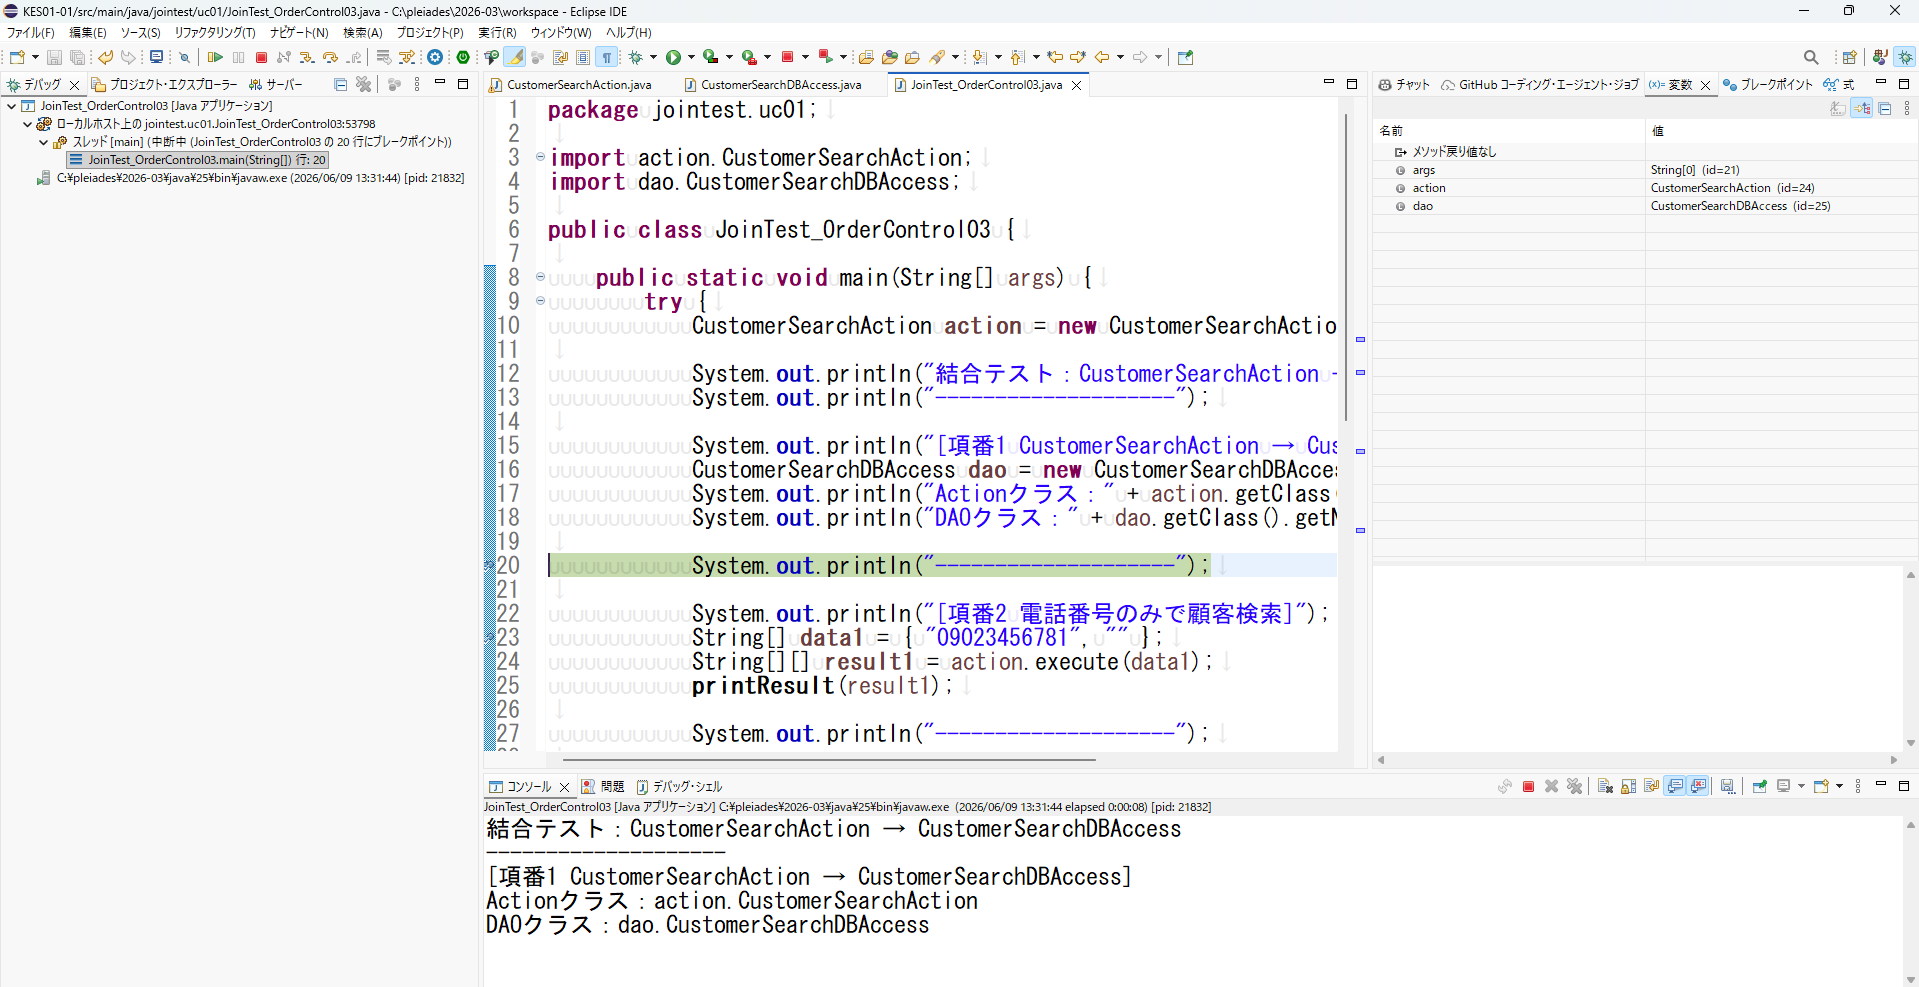 KES01-01/src/main/java/jointest/uc01/JoinTest_OrderControl03.java - C:\pleiades\2026-03\workspace - Eclipse IDE
ファイル(F) 編集(E) ソース(S) リファクタリング(T) ナビゲート(N) 検索(A) プロジェクト(P) 実行(R) ウィンドウ(W) ヘルプ(H)
デバッグ プロジェクト・エクスプローラー サーバー
JoinTest_OrderControl03 [Java アプリケーション]
ローカルホスト上の jointest.uc01.JoinTest_OrderControl03:53798
スレッド [main] (中断中 (JoinTest_OrderControl03 の 20 行にブレークポイント))
JoinTest_OrderControl03.main(String[]) 行: 20
C:¥pleiades¥2026-03¥java¥25¥bin¥javaw.exe (2026/06/09 13:31:44) [pid: 21832]
CustomerSearchAction.java CustomerSearchDBAccess.java JoinTest_OrderControl03.java
1 package jointest.uc01;
2
3 import action.CustomerSearchAction;
4 import dao.CustomerSearchDBAccess;
5
6 public class JoinTest_OrderControl03 {
7
8 public static void main(String[] args) {
9 try {
10 CustomerSearchAction action = new CustomerSearchActio
11
12 System.out.println("結合テスト：CustomerSearchAction
13 System.out.println("--------------------");
14
15 System.out.println("[項番1 CustomerSearchAction → Cus
16 CustomerSearchDBAccess dao = new CustomerSearchDBAcces
17 System.out.println("Actionクラス：" + action.getClass(
18 System.out.println("DAOクラス：" + dao.getClass().getN
19
20 System.out.println("--------------------");
21
22 System.out.println("[項番2 電話番号のみで顧客検索]");
23 String[] data1 = { "09023456781", "" };
24 String[][] result1 = action.execute(data1);
25 printResult(result1);
26
27 System.out.println("--------------------");
チャット GitHub コーディング・エージェント・ジョブ (x)= 変数 ブレークポイント 式
名前 値
メソッド戻り値なし
args String[0] (id=21)
action CustomerSearchAction (id=24)
dao CustomerSearchDBAccess (id=25)
コンソール 問題 デバッグ・シェル
JoinTest_OrderControl03 [Java アプリケーション] C:¥pleiades¥2026-03¥java¥25¥bin¥javaw.exe (2026/06/09 13:31:44 elapsed 0:00:08) [pid: 21832]
結合テスト：CustomerSearchAction → CustomerSearchDBAccess
--------------------
[項番1 CustomerSearchAction → CustomerSearchDBAccess]
Actionクラス：action.CustomerSearchAction
DAOクラス：dao.CustomerSearchDBAccess